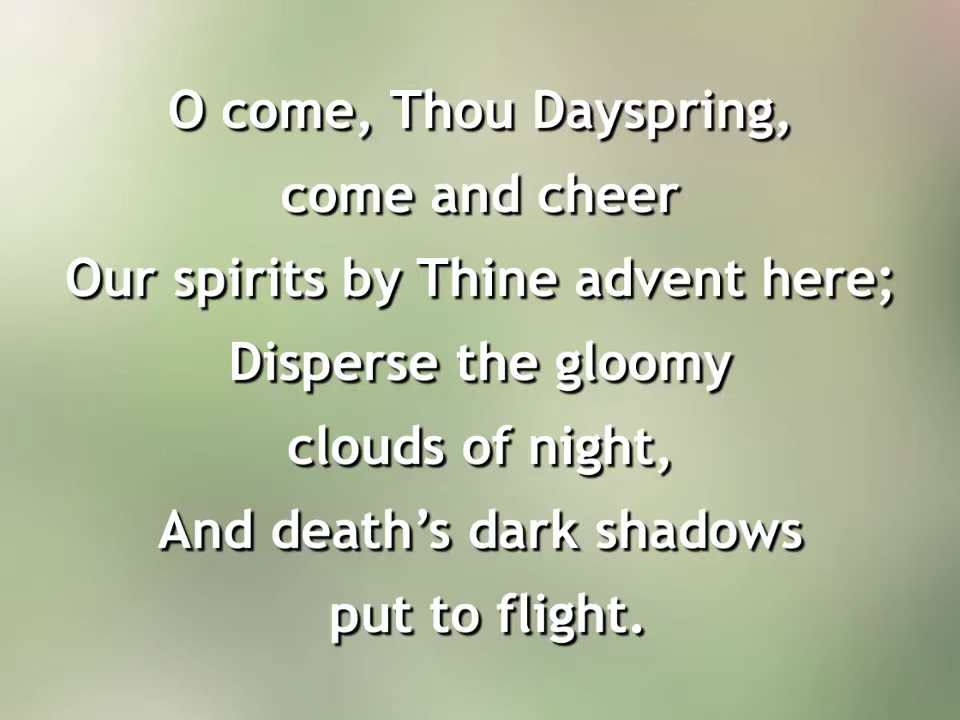 O come, Thou Dayspring,
come and cheer
Our spirits by Thine advent here;
Disperse the gloomy
clouds of night,
And death’s dark shadows
put to flight.